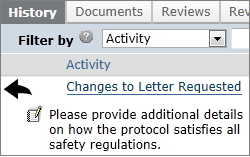 History Documents Reviews
Filter by ? Activity
Activity
Changes to Letter Requested
Please provide additional details
on how the protocol satisfies all
safety regulations.